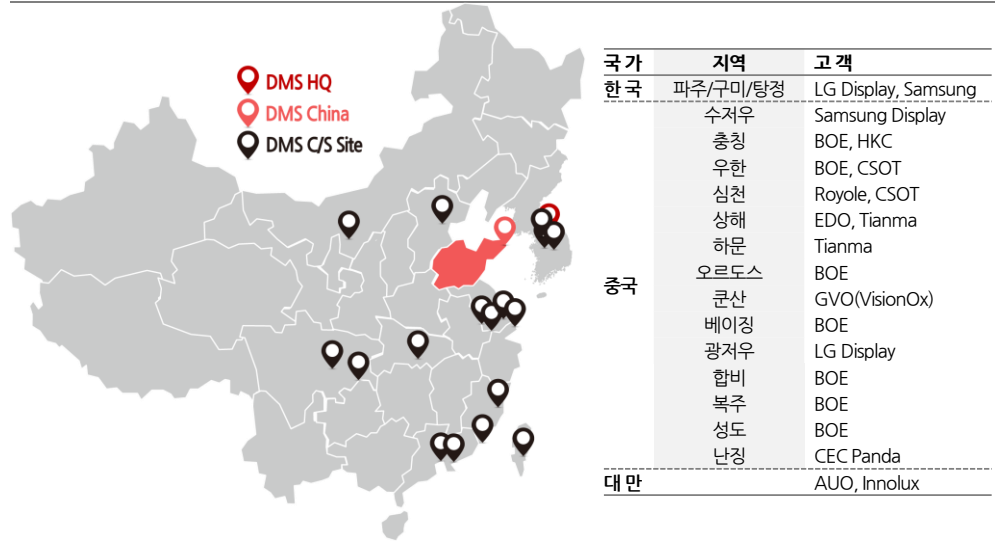 DMS HQ
DMS China
DMS C/S Site
국가 지역 고객
한국 파주/구미/탕정 LG Display, Samsung
수저우 Samsung Display
충칭 BOE, HKC
우한 BOE, CSOT
심천 Royole, CSOT
상해 EDO, Tianma
하문 Tianma
오르도스 BOE
중국
쿤산 GVO(VisionOx)
베이징 BOE
광저우 LG Display
합비 BOE
복주 BOE
성도 BOE
난징 CEC Panda
대만 AUO, Innolux